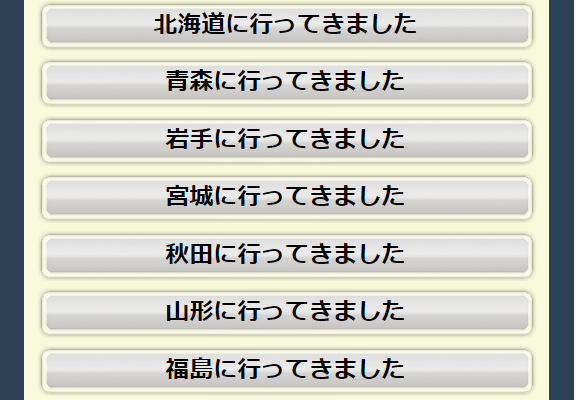 北海道に行ってきました
青森に行ってきました
岩手に行ってきました
宮城に行ってきました
秋田に行ってきました
山形に行ってきました
福島に行ってきました